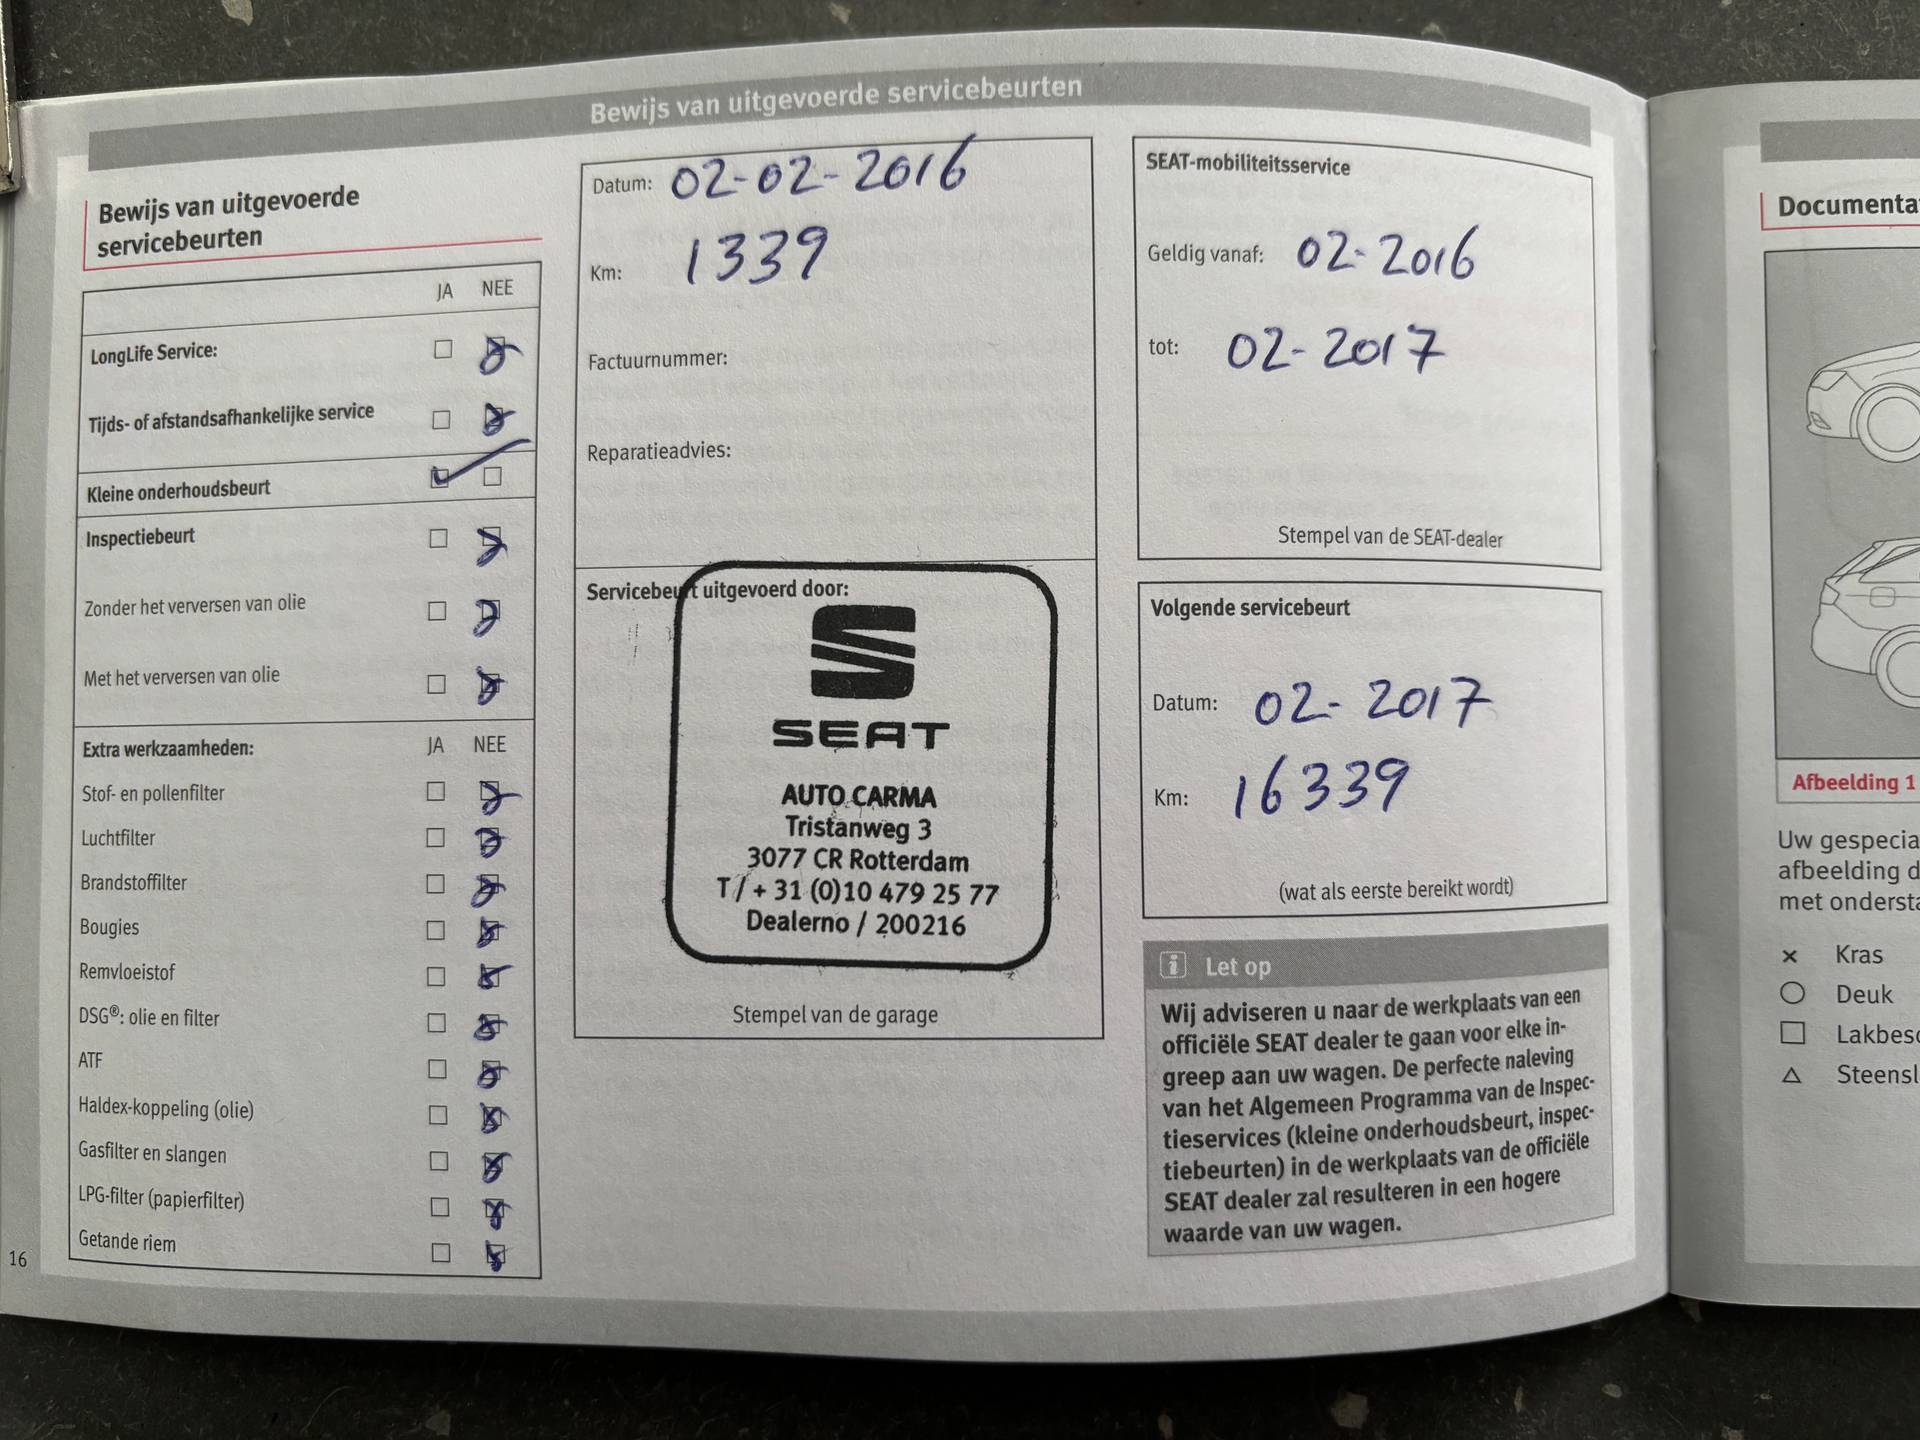 Bewijs van uitgevoerde servicebeurten
Bewijs van uitgevoerde
servicebeurten
JA NEE
LongLife Service:
Tijds- of afstandsafhankelijke service
Kleine onderhoudsbeurt
Inspectiebeurt
Zonder het verversen van olie
Met het verversen van olie
Extra werkzaamheden: JA NEE
Stof- en pollenfilter
Luchtfilter
Brandstoffilter
Bougies
Remvloeistof
DSG®: olie en filter
ATF
Haldex-koppeling (olie)
Gasfilter en slangen
LPG-filter (papierfilter)
Getande riem
16
Datum: 02-02-2016
Km: 1339
Factuurnummer:
Reparatieadvies:
Servicebeurt uitgevoerd door:
SEAT
AUTO CARMA
Tristanweg 3
3077 CR Rotterdam
T / + 31 (0)10 479 25 77
Dealerno / 200216
Stempel van de garage
SEAT-mobiliteitsservice
Geldig vanaf: 02-2016
tot: 02-2017
Stempel van de SEAT-dealer
Volgende servicebeurt
Datum: 02-2017
Km: 16339
(wat als eerste bereikt wordt)
Let op
Wij adviseren u naar de werkplaats van een
officiële SEAT dealer te gaan voor elke in-
greep aan uw wagen. De perfecte naleving
van het Algemeen Programma van de Inspec-
tieservices (kleine onderhoudsbeurt, inspec-
tiebeurten) in de werkplaats van de officiële
SEAT dealer zal resulteren in een hogere
waarde van uw wagen.
Afbeelding 1
met
Kras
Deuk